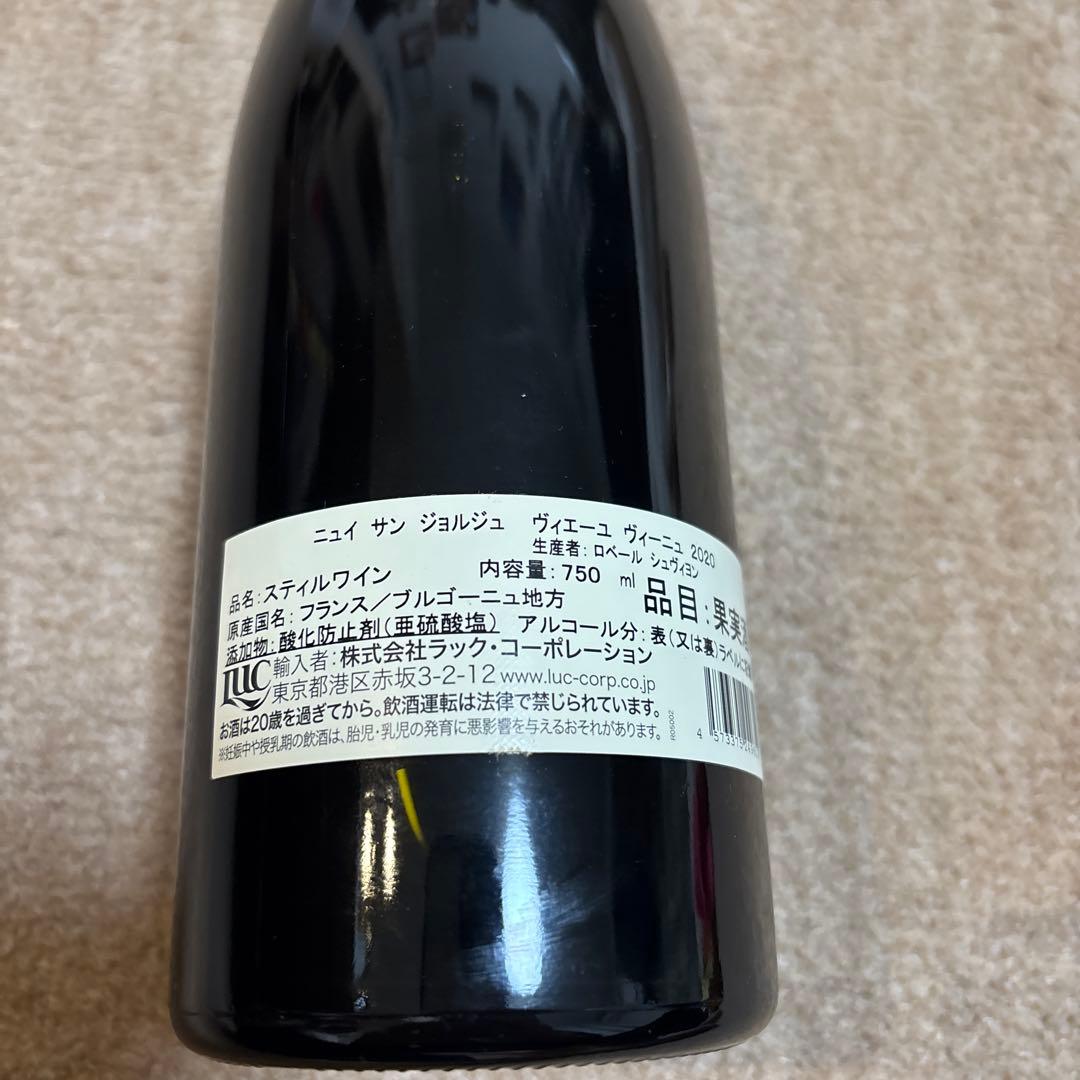 ニュイ サン ジョルジュ ヴィエーユ ヴィーニュ 2020
生産者: ロベール シュヴィヨン
品名:スティルワイン 内容量:750 ml
原産国名:フランス/ブルゴーニュ地方 品目:果実
添加物:酸化防止剤(亜硫酸塩) アルコール分:表(又は裏)ラベルに
LUC 輸入者:株式会社ラック・コーポレーション
東京都港区赤坂3-2-12 www.luc-corp.co.jp
お酒は20歳を過ぎてから。飲酒運転は法律で禁じられています。
※妊娠中や授乳期の飲酒は、胎児・乳児の発育に悪影響を与えるおそれがあります。
R05002